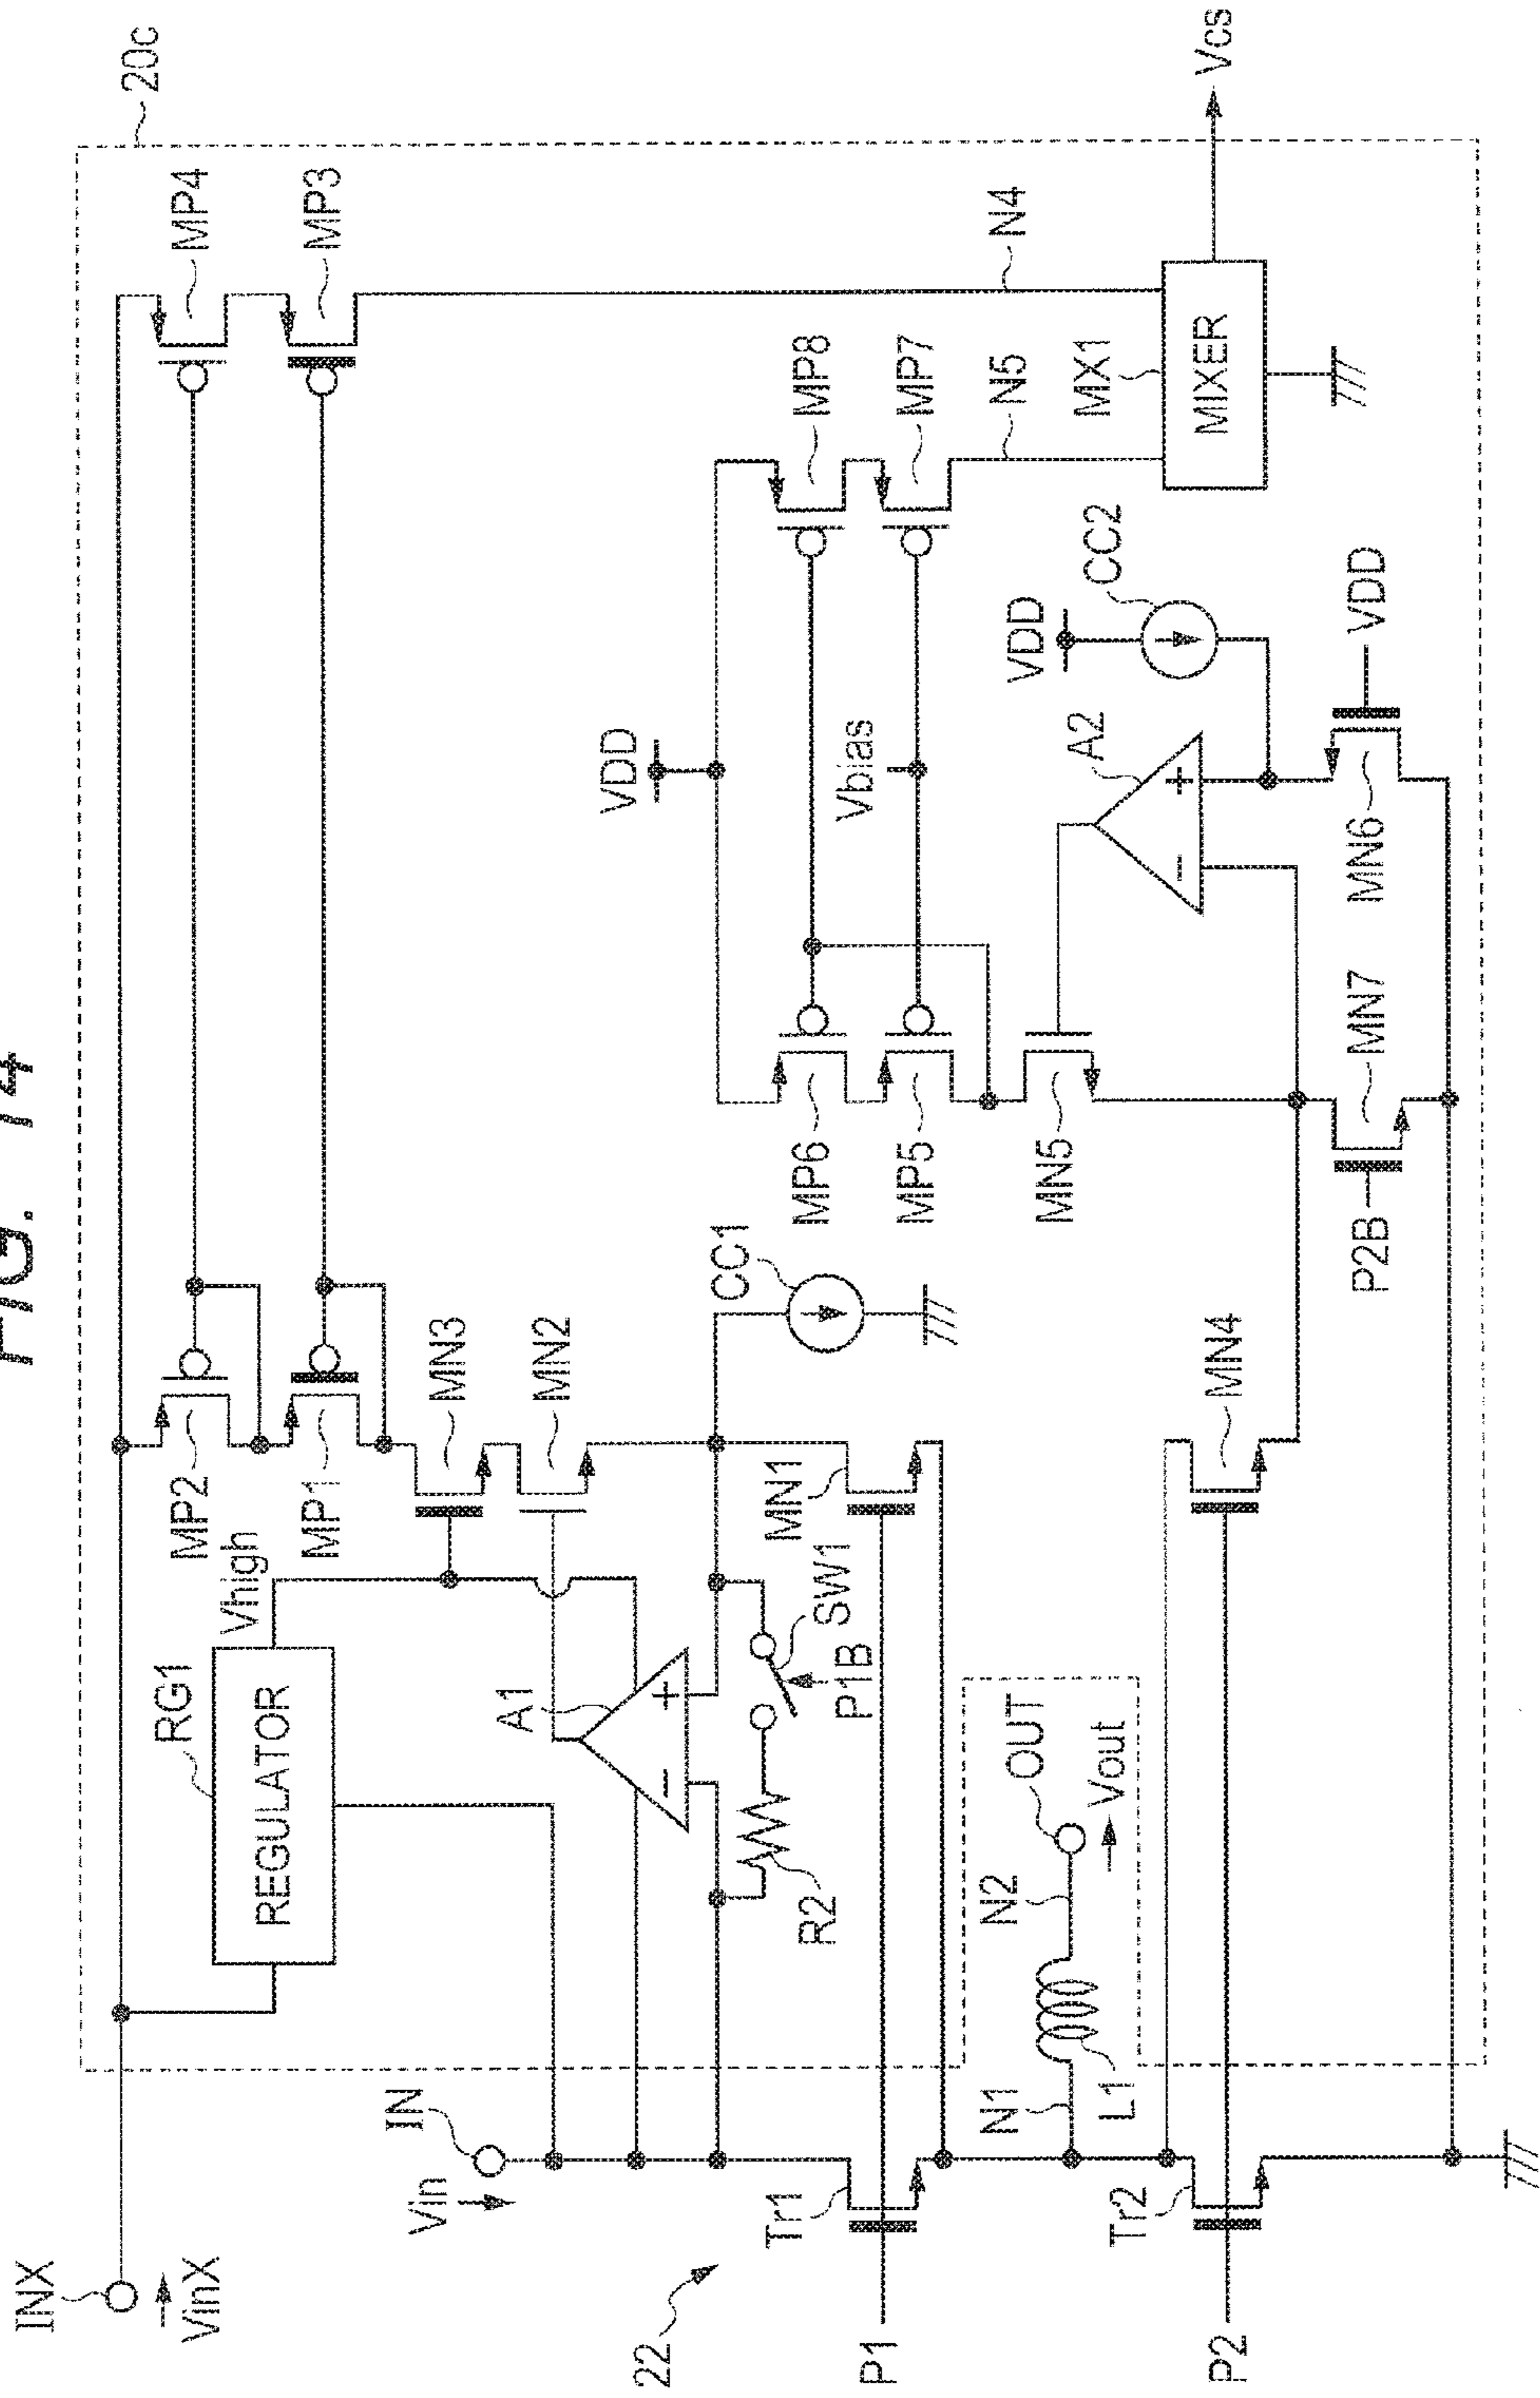 FIG. 14
20c
INX
VinX
RG1
REGULATOR
Vhigh
MP2
MP1
MN3
MN2
MP4
MP3
IN
Vin
A1
-
+
R2
SW1
P1B
MN1
CC1
VDD
MP6
MP5
MN5
Vbias
MP8
MP7
N5
N4
MX1
MIXER
Vcs
VDD
CC2
A2
-
+
22
Tr1
P1
N1
L1
N2
OUT
Vout
Tr2
P2
MN4
P2B
MN7
MN6
VDD